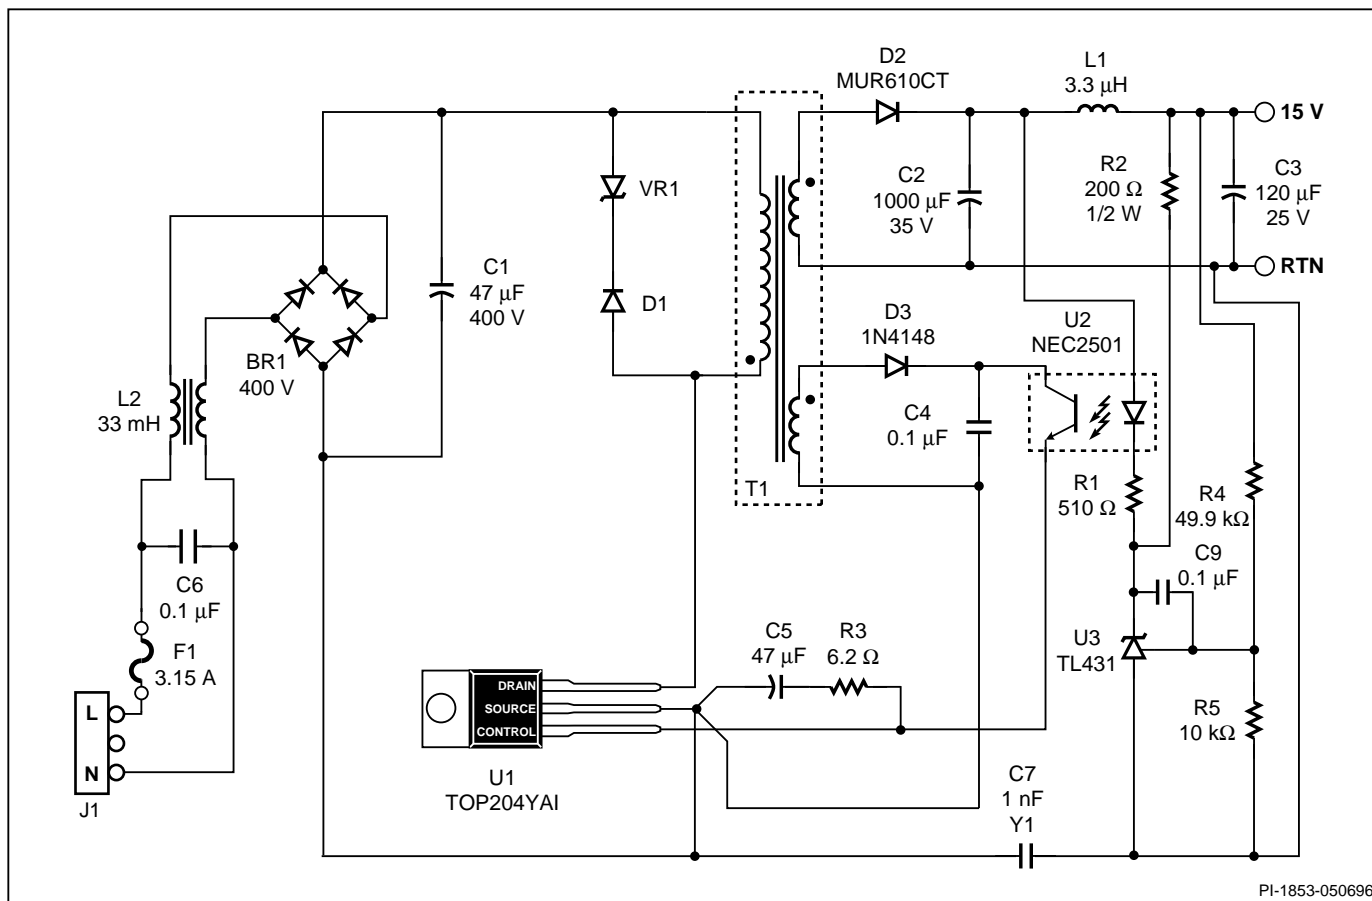 D2
MUR610CT
L1
3.3 µH
15 V
VR1
C2
1000 µF
35 V
R2
200 Ω
1/2 W
C3
120 µF
25 V
RTN
C1
47 µF
400 V
D1
BR1
400 V
D3
1N4148
U2
NEC2501
L2
33 mH
C4
0.1 µF
T1
R1
510 Ω
R4
49.9 kΩ
C9
0.1 µF
C6
0.1 µF
F1
3.15 A
C5
47 µF
R3
6.2 Ω
U3
TL431
DRAIN
SOURCE
CONTROL
L
N
J1
U1
TOP204YAI
R5
10 kΩ
C7
1 nF
Y1
PI-1853-050696